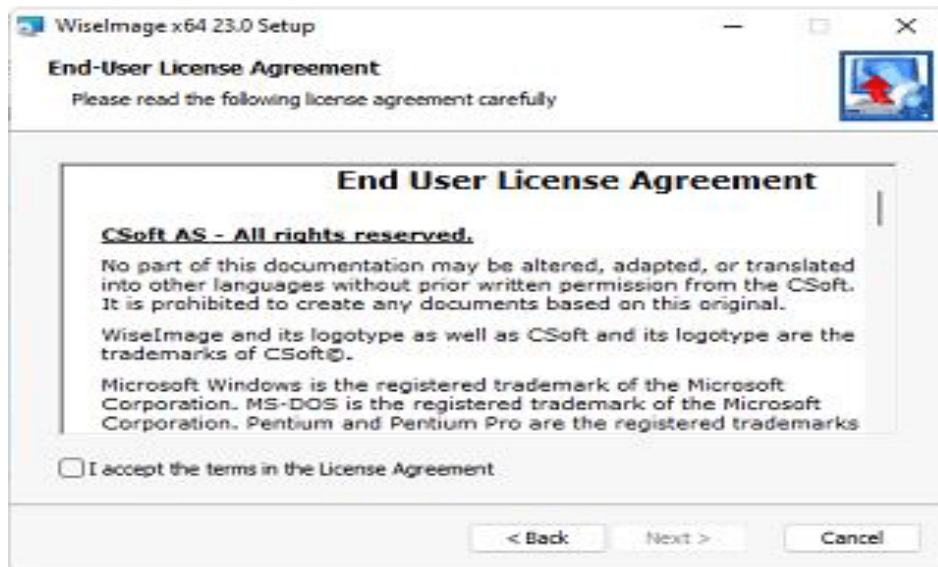 WiseImage x64 23.0 Setup
End-User License Agreement
Please read the following license agreement carefully
End User License Agreement
CSoft AS - All rights reserved.
No part of this documentation may be altered, adapted, or translated
into other languages without prior written permission from the CSoft.
It is prohibited to create any documents based on this original.
WiseImage and its logotype as well as CSoft and its logotype are the
trademarks of CSoft©.
Microsoft Windows is the registered trademark of the Microsoft
Corporation. MS-DOS is the registered trademark of the Microsoft
Corporation. Pentium and Pentium Pro are the registered trademarks
I accept the terms in the License Agreement
< Back Next > Cancel